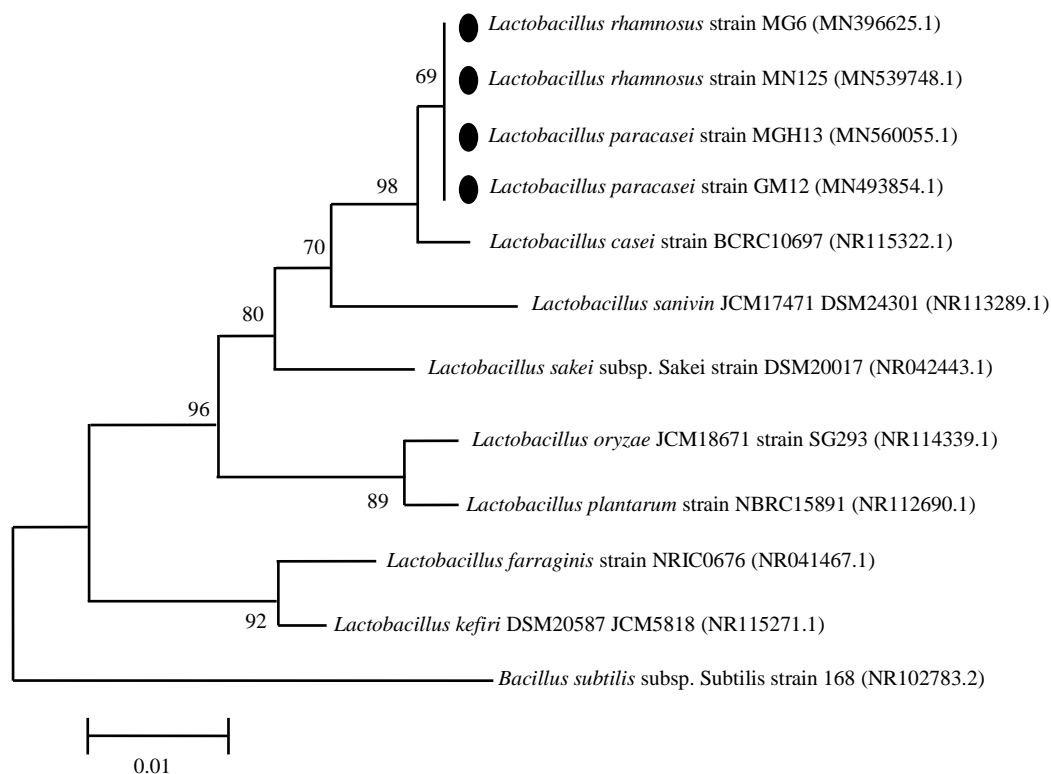 Lactobacillus rhamnosus strain MG6 (MN396625.1)
69
Lactobacillus rhamnosus strain MN125 (MN539748.1)
Lactobacillus paracasei strain MGH13 (MN560055.1)
98
Lactobacillus paracasei strain GM12 (MN493854.1)
Lactobacillus casei strain BCRC10697 (NR115322.1)
70
Lactobacillus sanivin JCM17471 DSM24301 (NR113289.1)
80
Lactobacillus sakei subsp. Sakei strain DSM20017 (NR042443.1)
96
Lactobacillus oryzae JCM18671 strain SG293 (NR114339.1)
89
Lactobacillus plantarum strain NBRC15891 (NR112690.1)
Lactobacillus farraginis strain NRIC0676 (NR041467.1)
92
Lactobacillus kefiri DSM20587 JCM5818 (NR115271.1)
Bacillus subtilis subsp. Subtilis strain 168 (NR102783.2)
0.01